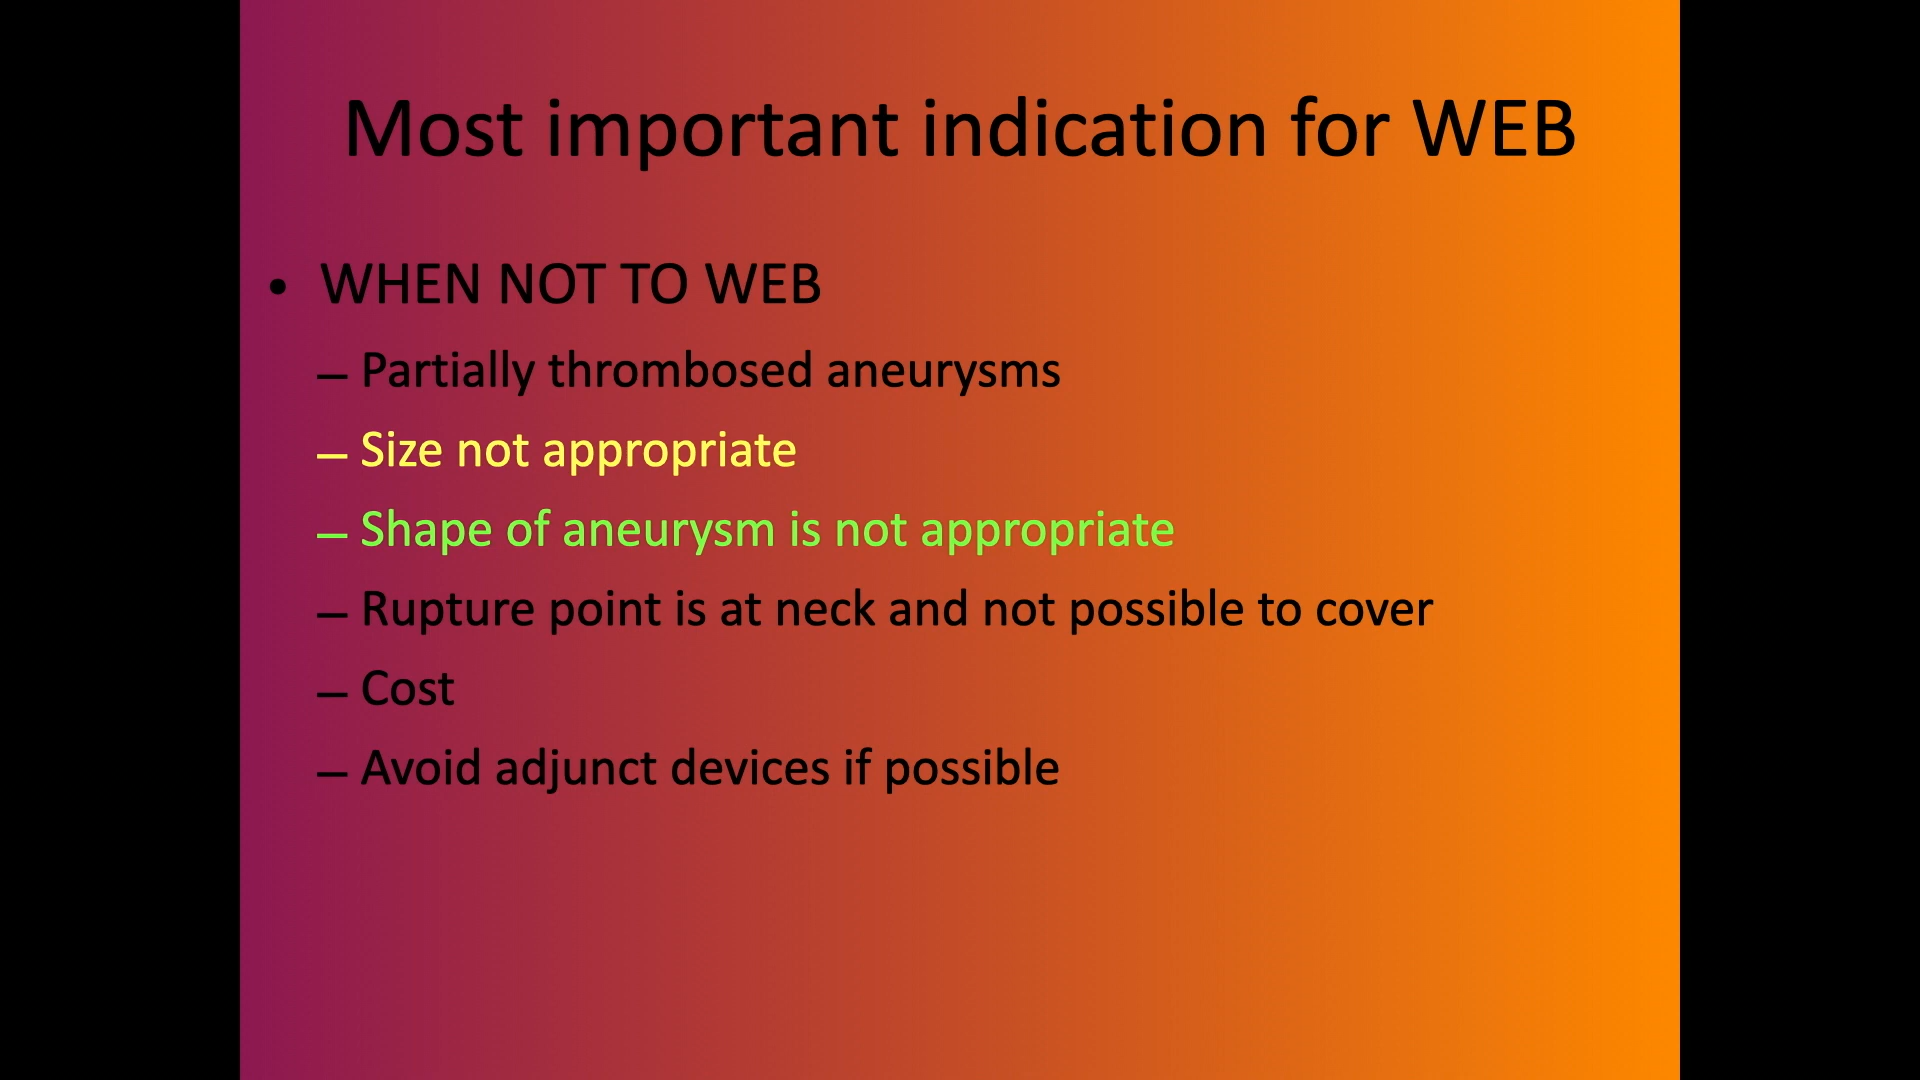 Most important indication for WEB
• WHEN NOT TO WEB
– Partially thrombosed aneurysms
– Size not appropriate
– Shape of aneurysm is not appropriate
– Rupture point is at neck and not possible to cover
– Cost
– Avoid adjunct devices if possible